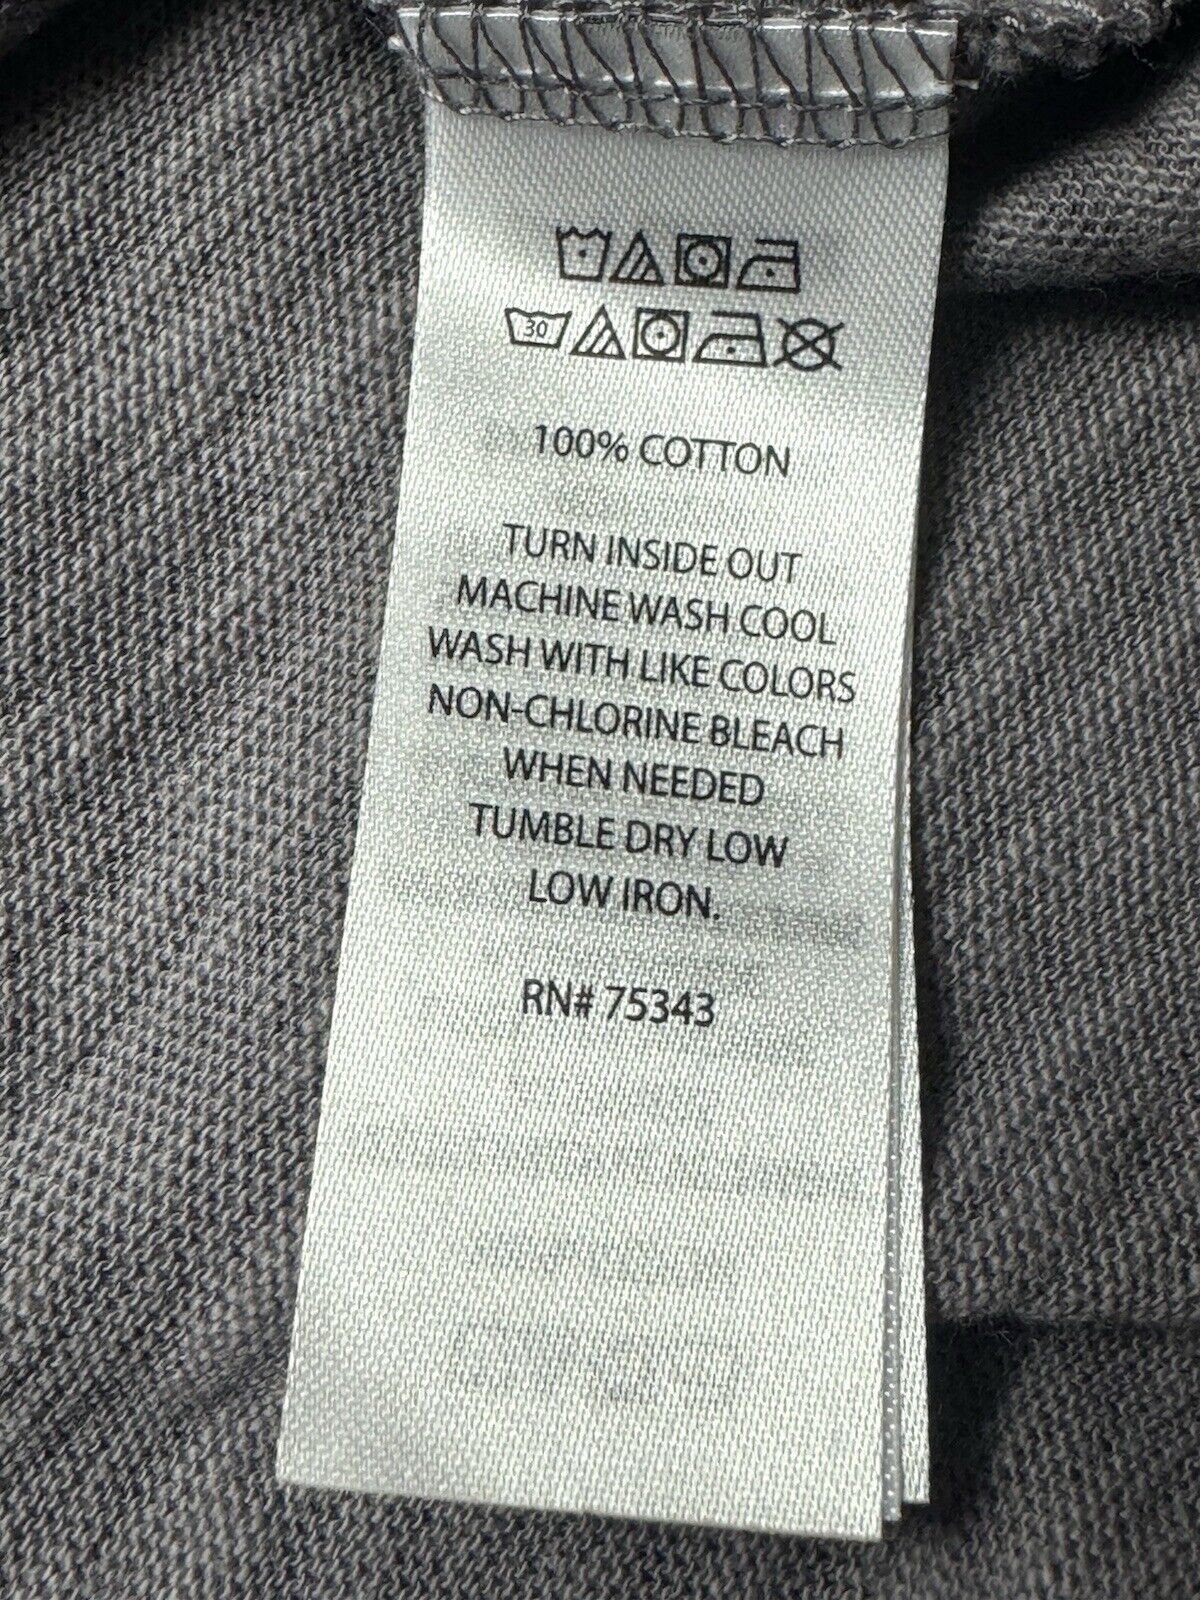 30
100% COTTON
TURN INSIDE OUT
MACHINE WASH COOL
WASH WITH LIKE COLORS
NON-CHLORINE BLEACH
WHEN NEEDED
TUMBLE DRY LOW
LOW IRON.
RN# 75343